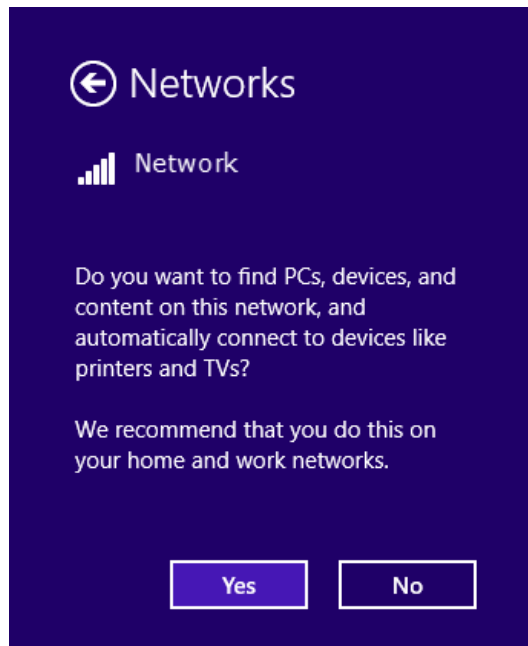 Networks
Network
Do you want to find PCs, devices, and
content on this network, and
automatically connect to devices like
printers and TVs?
We recommend that you do this on
your home and work networks.
Yes No